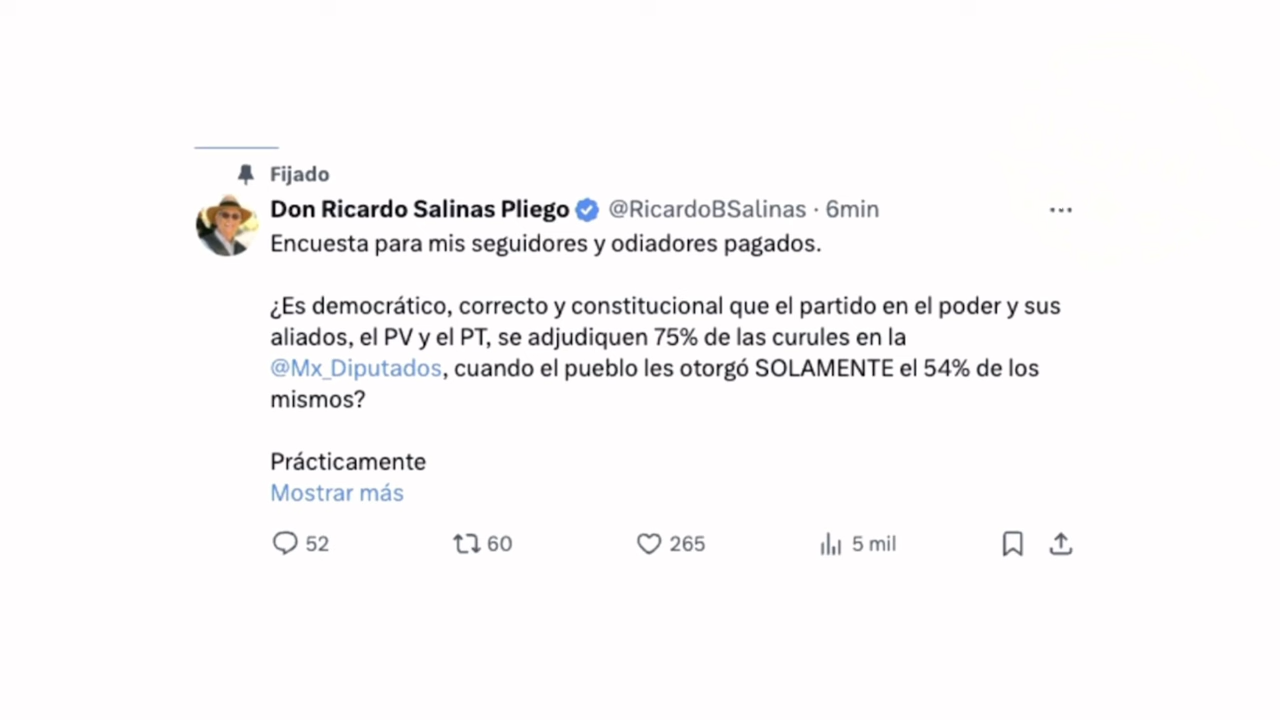 Fijado
Don Ricardo Salinas Pliego @RicardoBSalinas · 6min
Encuesta para mis seguidores y odiadores pagados.
¿Es democrático, correcto y constitucional que el partido en el poder y sus
aliados, el PV y el PT, se adjudiquen 75% de las curules en la
@Mx_Diputados, cuando el pueblo les otorgó SOLAMENTE el 54% de los
mismos?
Prácticamente
Mostrar más
52 60 265 5 mil